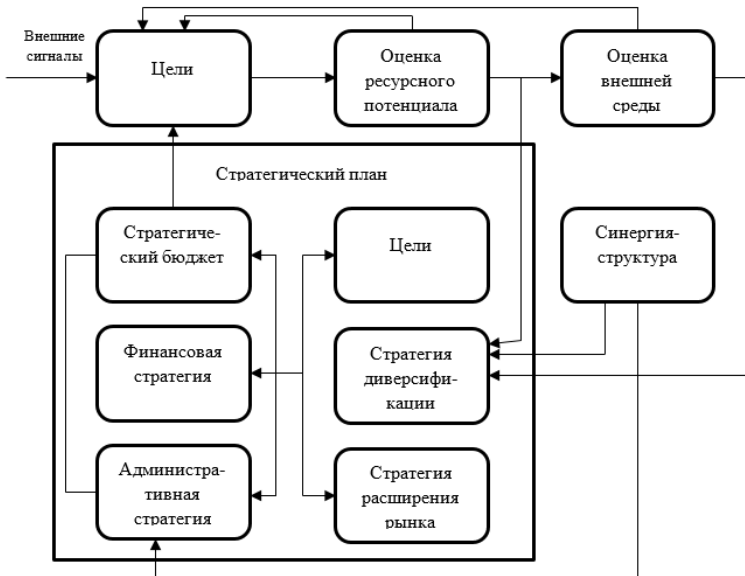 Внешние
сигналы
Цели
Оценка
ресурсного
потенциала
Оценка
внешней
среды
Стратегический план
Стратегиче-
ский бюджет
Цели
Синергия-
структура
Финансовая
стратегия
Стратегия
диверсифи-
кации
Администра-
тивная
стратегия
Стратегия
расширения
рынка